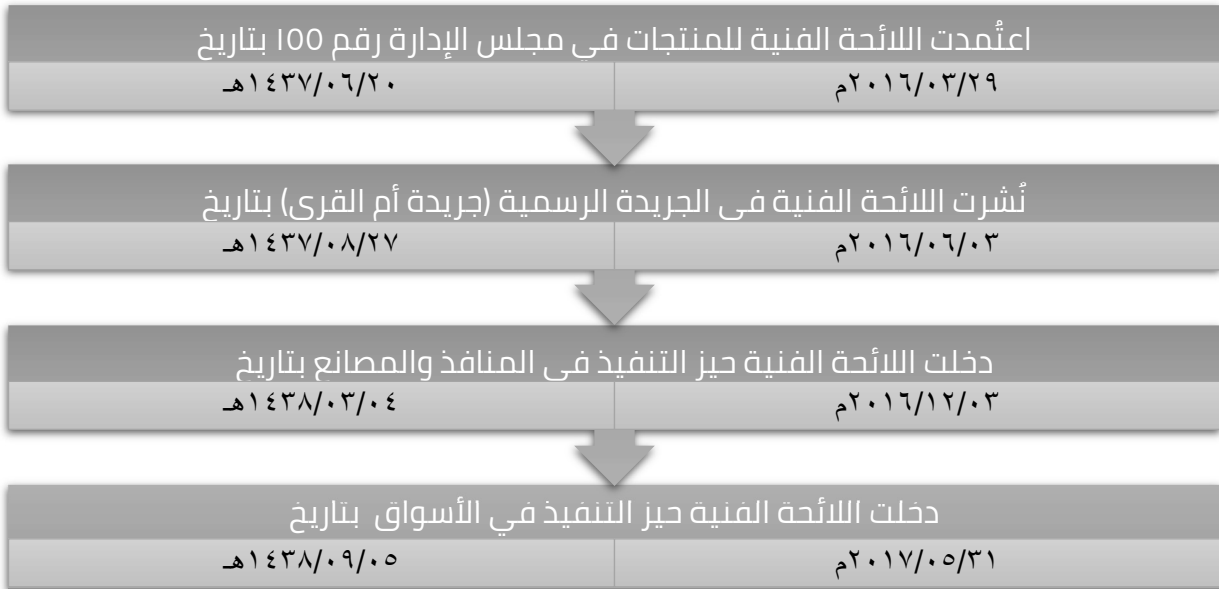 اعتُمدت اللائحة الفنية للمنتجات في مجلس الإدارة رقم 100 بتاريخ
٢٠١٦/٠٣/٢٩م ١٤٣٧/٠٦/٢٠هـ
نُشرت اللائحة الفنية في الجريدة الرسمية (جريدة أم القرى) بتاريخ
٢٠١٦/٠٦/٠٣م ١٤٣٧/٠٨/٢٧هـ
دخلت اللائحة الفنية حيز التنفيذ في المنافذ والمصانع بتاريخ
٢٠١٦/١٢/٠٣م ١٤٣٨/٠٣/٠٤هـ
دخلت اللائحة الفنية حيز التنفيذ في الأسواق بتاريخ
٢٠١٧/٠٥/٣١م ١٤٣٨/٠٩/٠٥هـ